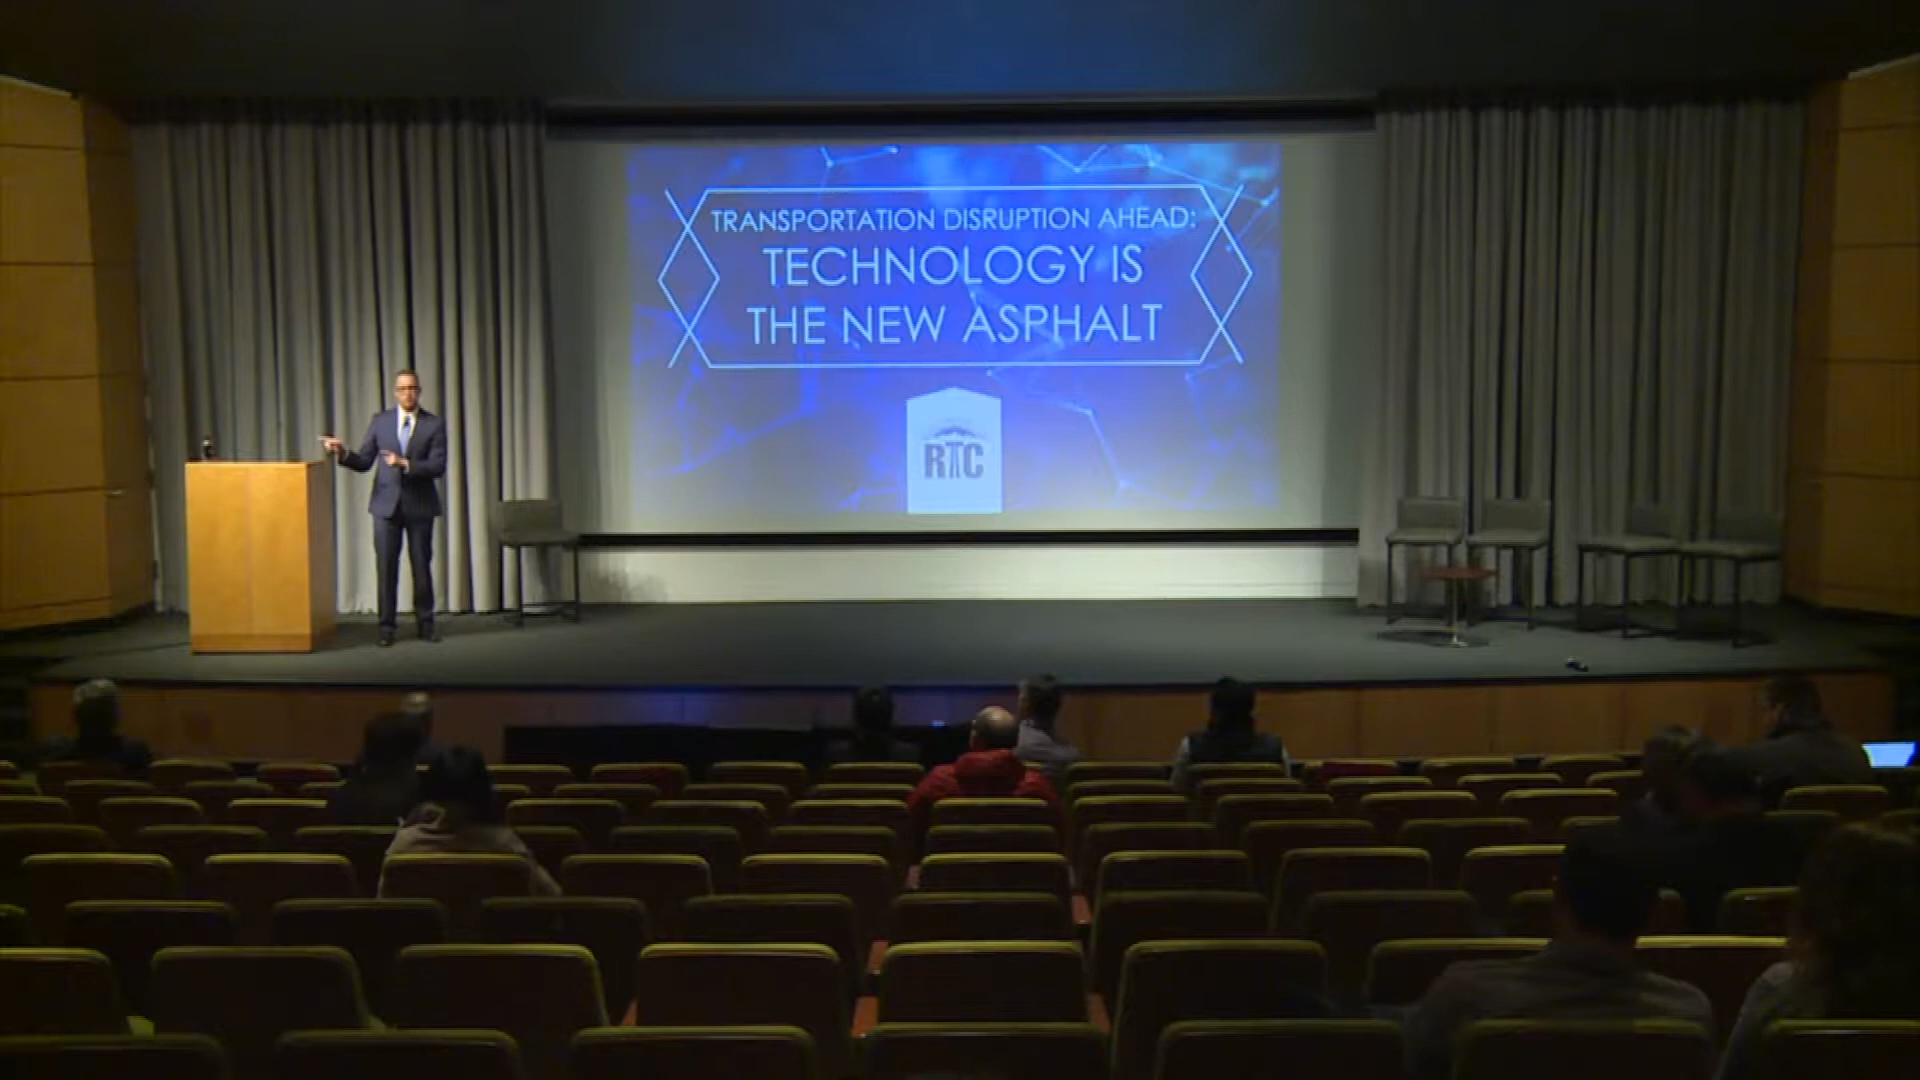 TRANSPORTATION DISRUPTION AHEAD:
TECHNOLOGY IS
THE NEW ASPHALT
RTC